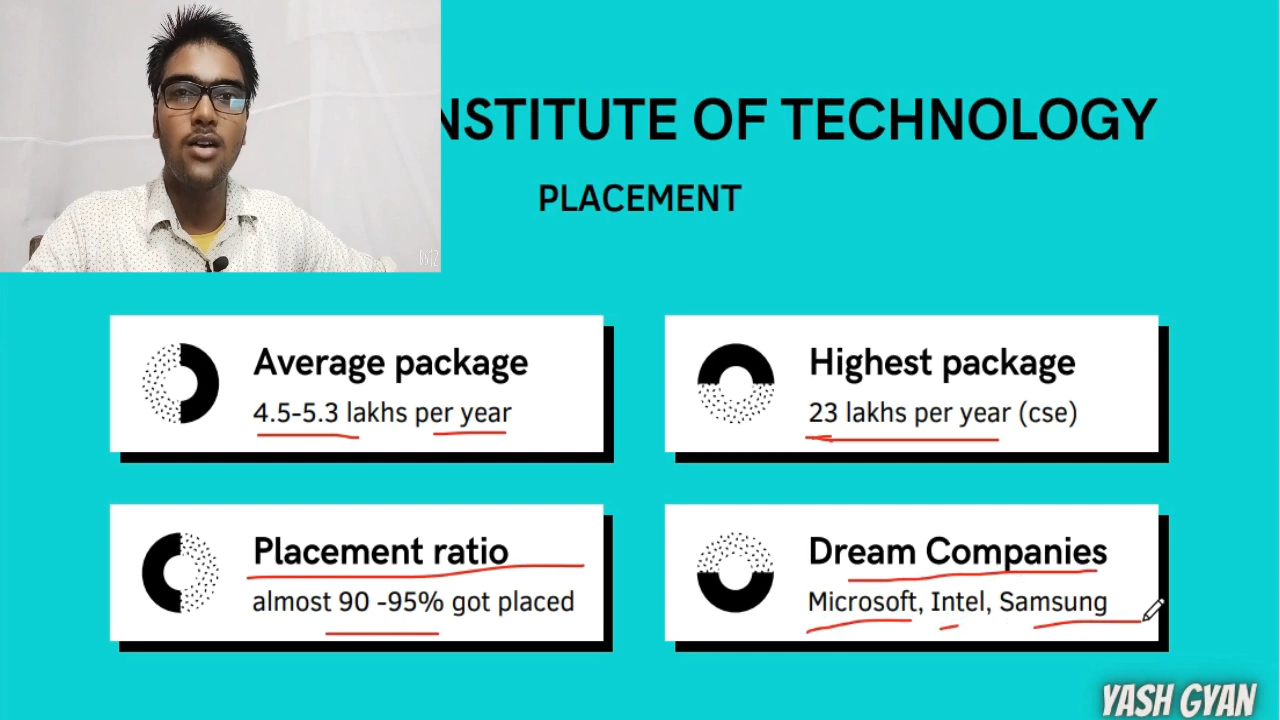 NSTITUTE OF TECHNOLOGY
PLACEMENT
Average package
4.5-5.3 lakhs per year
Highest package
23 lakhs per year (cse)
Placement ratio
almost 90 -95% got placed
Dream Companies
Microsoft, Intel, Samsung
YASH GYAN